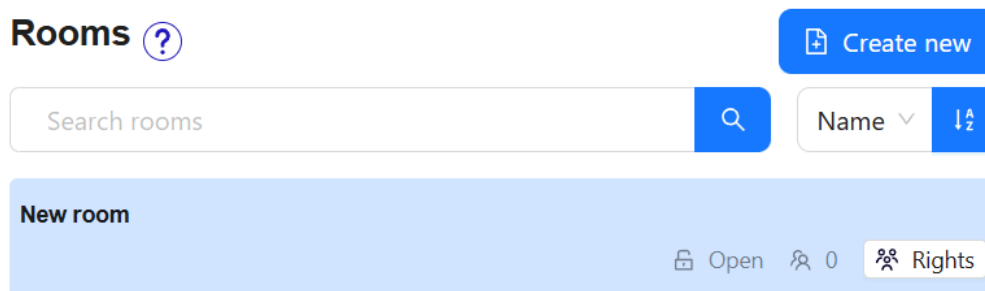 Rooms ?
Create new
Search rooms
Name
A
Z
New room
Open 0 Rights